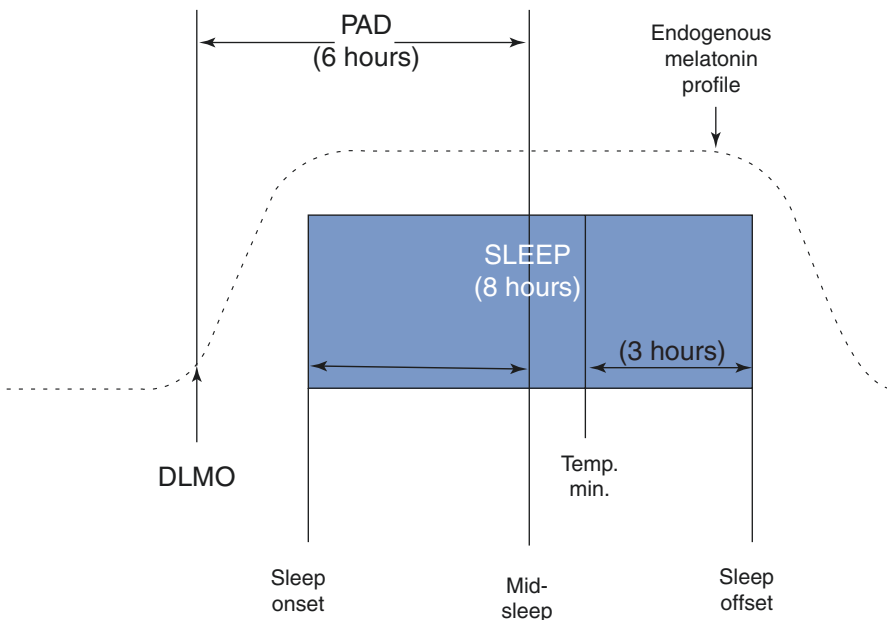 PAD
(6 hours)
Endogenous
melatonin
profile
SLEEP
(8 hours)
(3 hours)
DLMO
Temp.
min.
Sleep
onset
Mid-
sleep
Sleep
offset